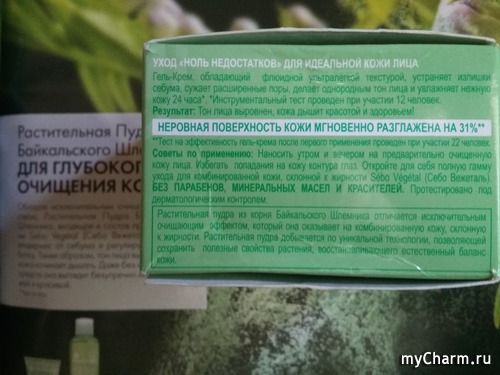 УХОД «НОЛЬ НЕДОСТАТКОВ» ДЛЯ ИДЕАЛЬНОЙ КОЖИ ЛИЦА
Гель-Крем, обладающий флюидной ультралегкой текстурой, устраняет излишки
себума, сужает расширенные поры, делает однородным тон лица и увлажняет нежную
кожу 24 часа*. *Инструментальный тест проведен при участии 12 человек.
Результат: Тон лица выровнен, кожа дышит красотой и здоровьем!
НЕРОВНАЯ ПОВЕРХНОСТЬ КОЖИ МГНОВЕННО РАЗГЛАЖЕНА НА 31%**
**Тест на эффективность гель-крема после первого применения проведен при участии 22 человек.
Советы по применению: Наносить утром и вечером на предварительно очищенную
кожу лица. Избегать попадания на кожу контура глаз. Откройте для себя полную гамму
ухода для комбинированной кожи, склонной к жирности Sébo Végétal (Себо Вежеталь)
БЕЗ ПАРАБЕНОВ, МИНЕРАЛЬНЫХ МАСЕЛ И КРАСИТЕЛЕЙ. Протестировано под
дерматологическим контролем.
Растительная пудра из корня Байкальского Шлемника отличается исключительным
очищающим эффектом, который она оказывает на комбинированную кожу, склонную
к жирности. Растительная пудра добывается по уникальной технологии, позволяющей
сохранить полезные свойства растений, восстанавливающего естественный баланс
кожи.
Растительная Пудра
Байкальского Шлемн
ДЛЯ ГЛУБОКОГ
ОЧИЩЕНИЯ КО
myCharm.ru